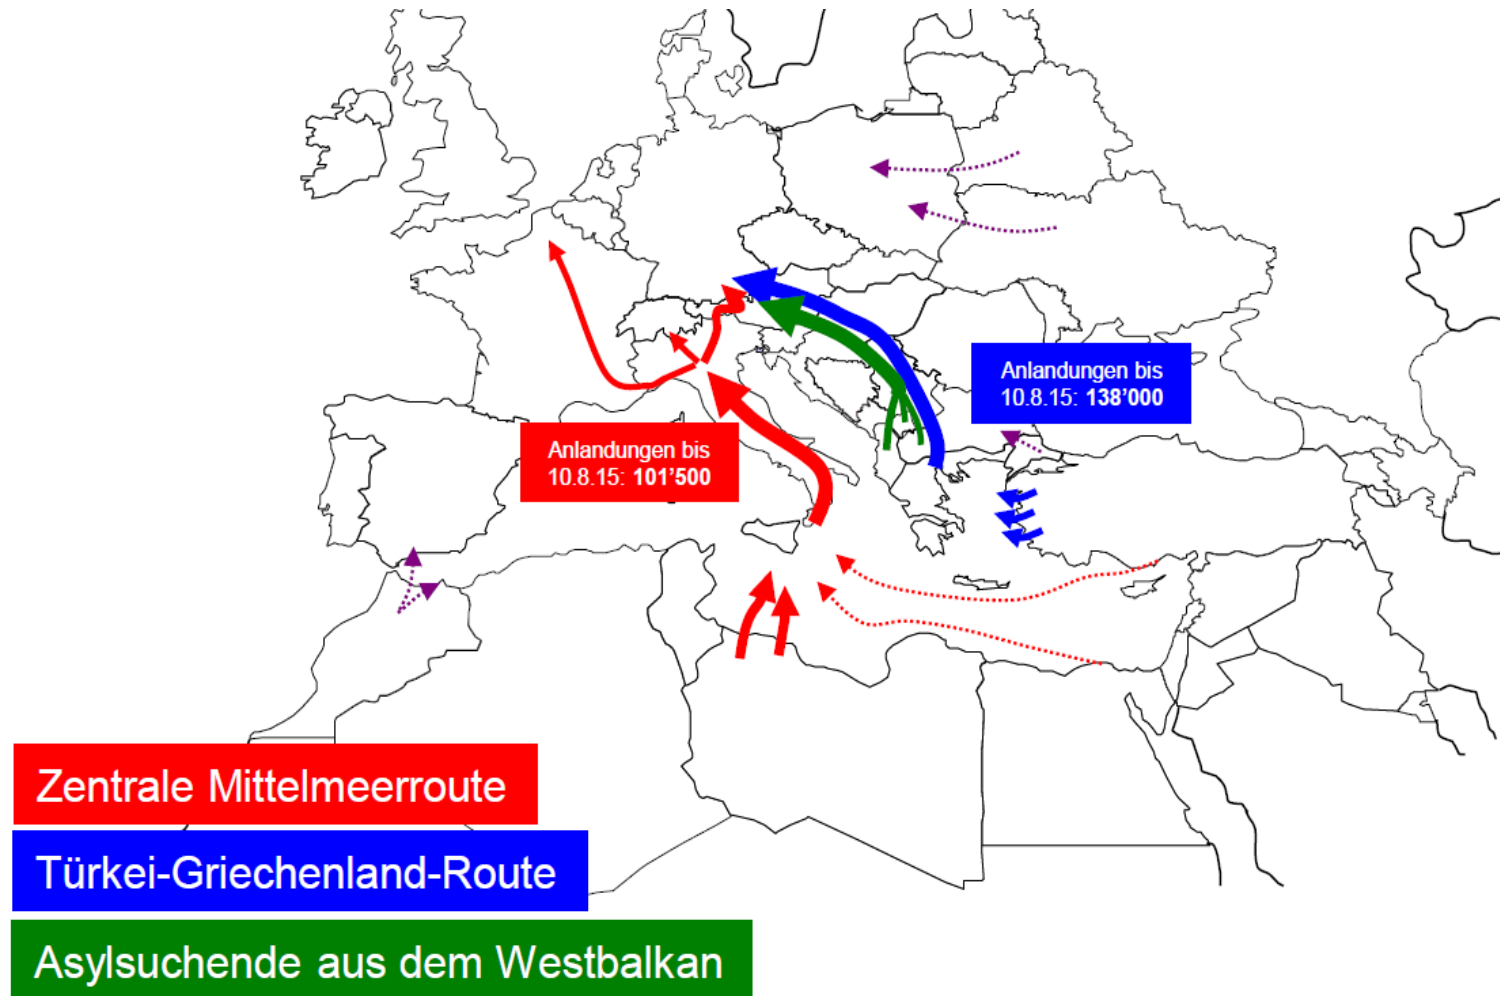 Anlandungen bis
10.8.15: 138’000
Anlandungen bis
10.8.15: 101’500
Zentrale Mittelmeerroute
Türkei-Griechenland-Route
Asylsuchende aus dem Westbalkan